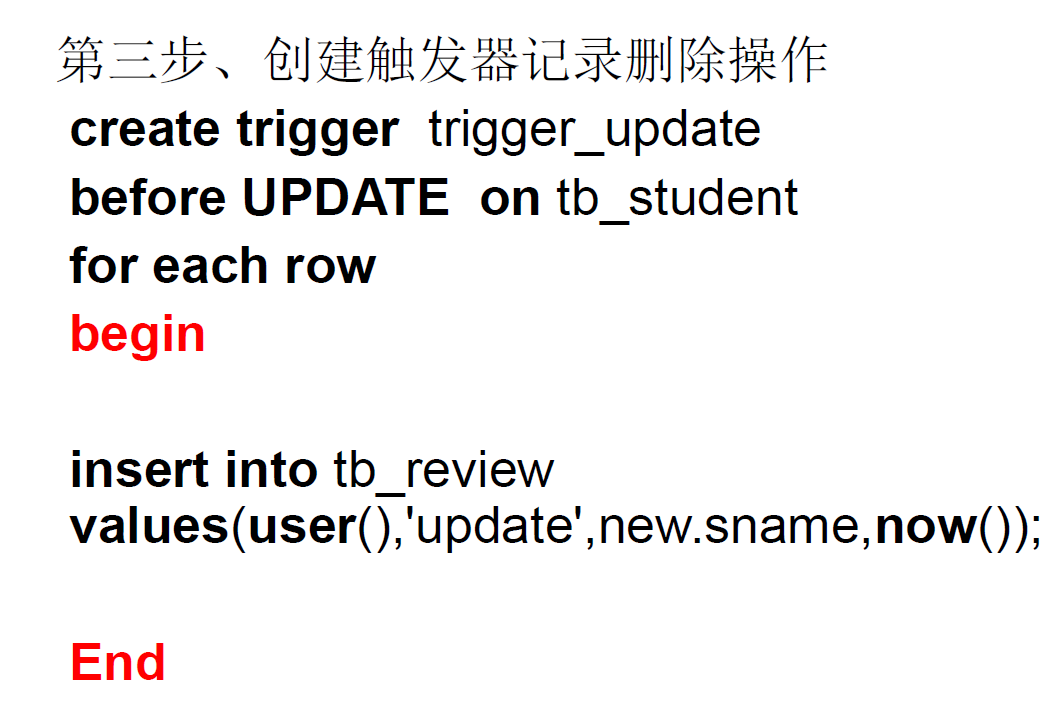 第三步、创建触发器记录删除操作
create trigger trigger_update
before UPDATE on tb_student
for each row
begin
insert into tb_review
values(user(),'update',new.sname,now());
End